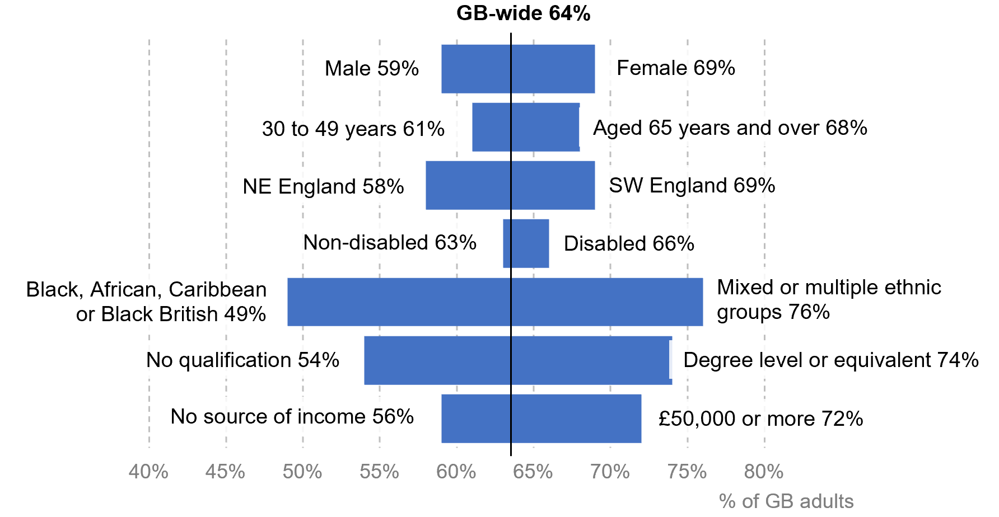 GB-wide 64%
Male 59%
Female 69%
30 to 49 years 61%
Aged 65 years and over 68%
NE England 58%
SW England 69%
Non-disabled 63%
Disabled 66%
Black, African, Caribbean
or Black British 49%
Mixed or multiple ethnic
groups 76%
No qualification 54%
Degree level or equivalent 74%
No source of income 56%
£50,000 or more 72%
40% 45% 50% 55% 60% 65% 70% 75% 80%
% of GB adults